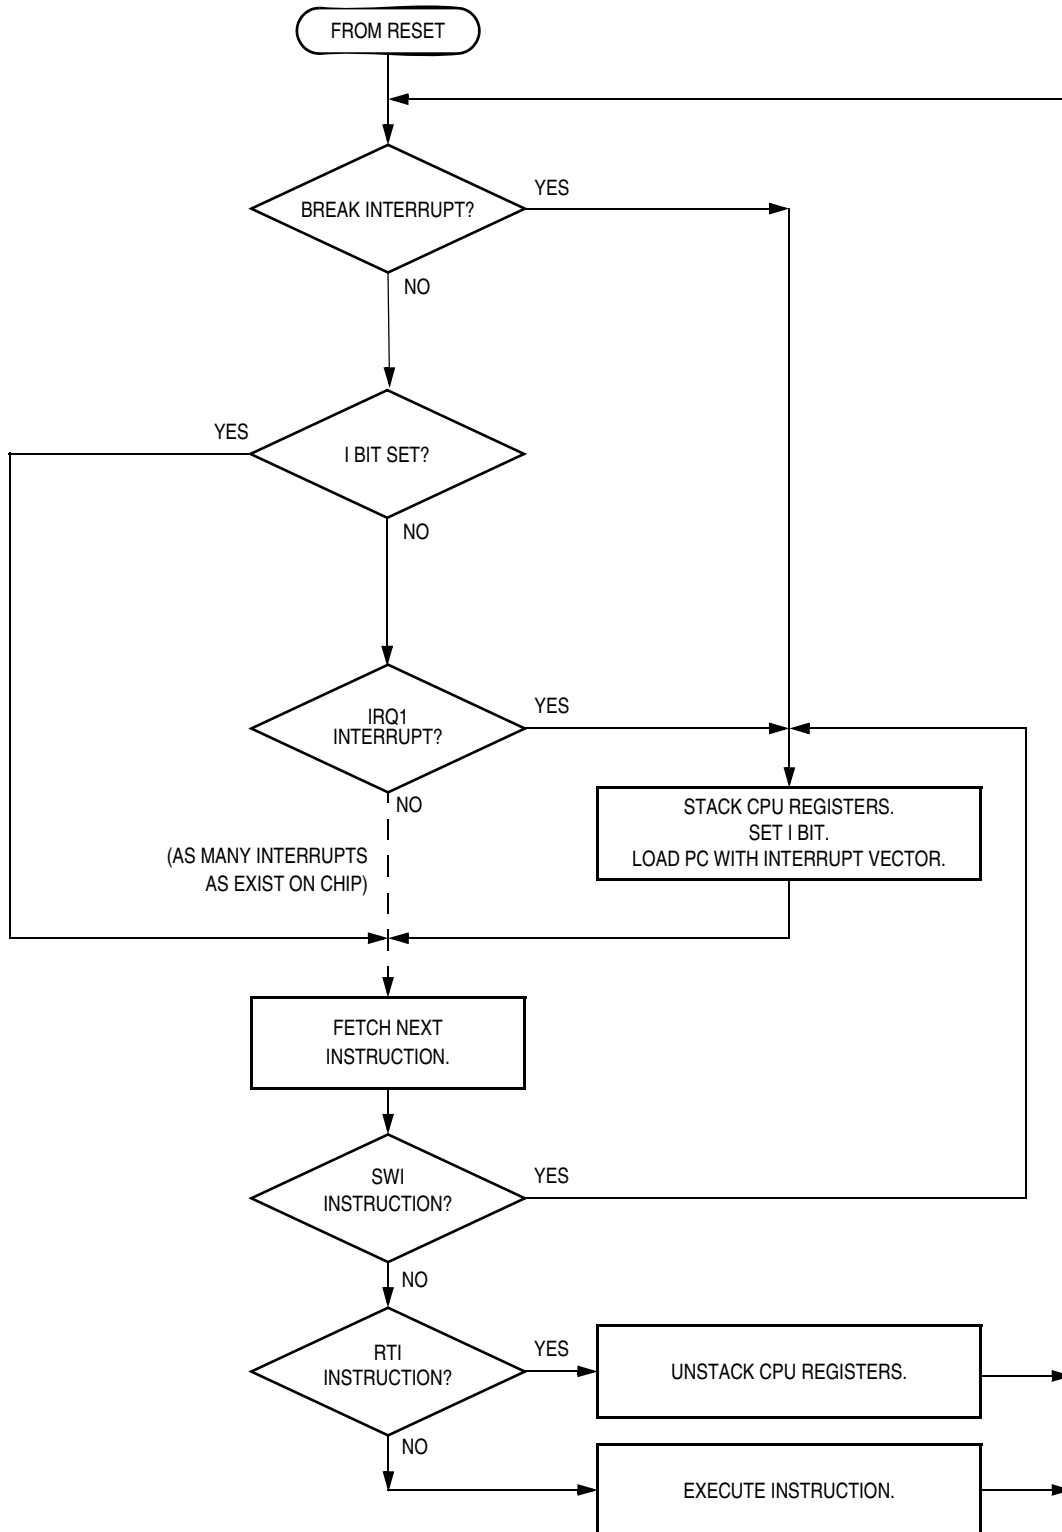 FROM RESET
BREAK INTERRUPT?
YES
NO
YES
I BIT SET?
NO
IRQ1
INTERRUPT?
YES
NO
(AS MANY INTERRUPTS
AS EXIST ON CHIP)
STACK CPU REGISTERS.
SET I BIT.
LOAD PC WITH INTERRUPT VECTOR.
FETCH NEXT
INSTRUCTION.
SWI
INSTRUCTION?
YES
NO
RTI
INSTRUCTION?
YES
UNSTACK CPU REGISTERS.
NO
EXECUTE INSTRUCTION.